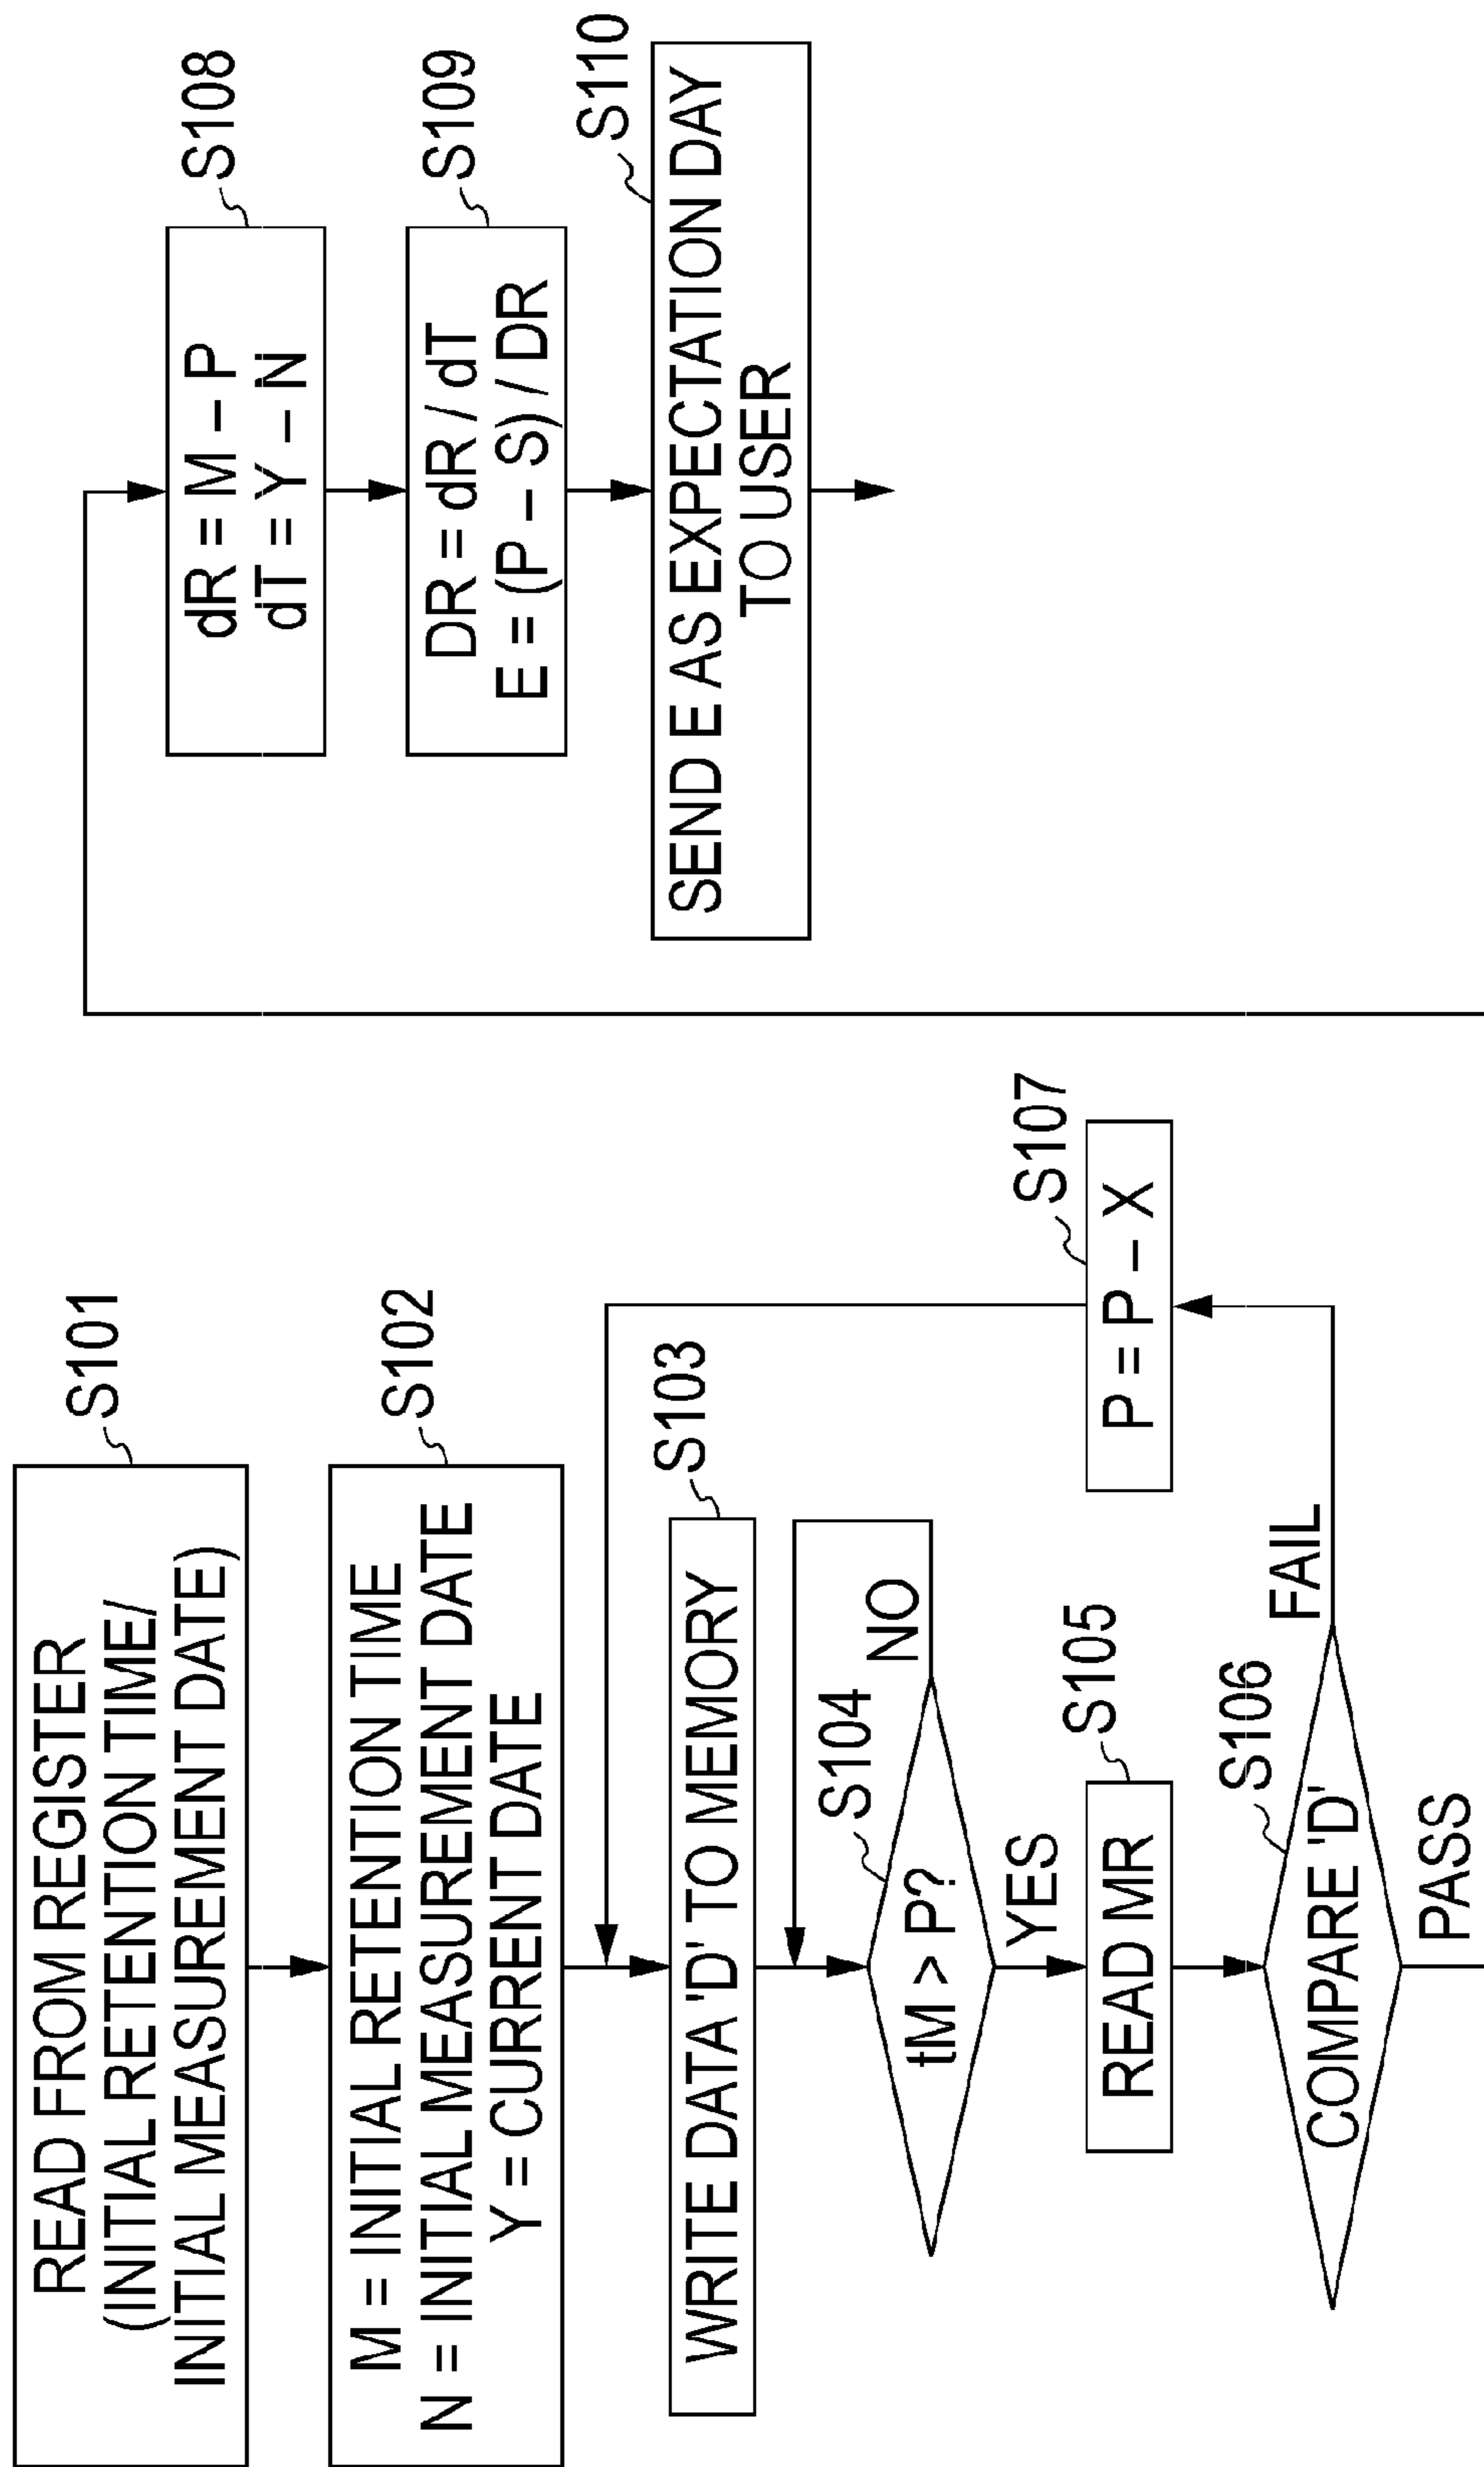 READ FROM REGISTER
(INITIAL RETENTION TIME/
INITIAL MEASUREMENT DATE)
S101
M = INITIAL RETENTION TIME
N = INITIAL MEASUREMENT DATE
Y = CURRENT DATE
S102
WRITE DATA 'D' TO MEMORY
S103
tM > P?
S104
NO
YES
READ MR
S105
COMPARE 'D'
S106
FAIL
PASS
P = P – X
S107
dR = M – P
dT = Y – N
S108
DR = dR / dT
E = (P – S) / DR
S109
SEND E AS EXPECTATION DAY
TO USER
S110